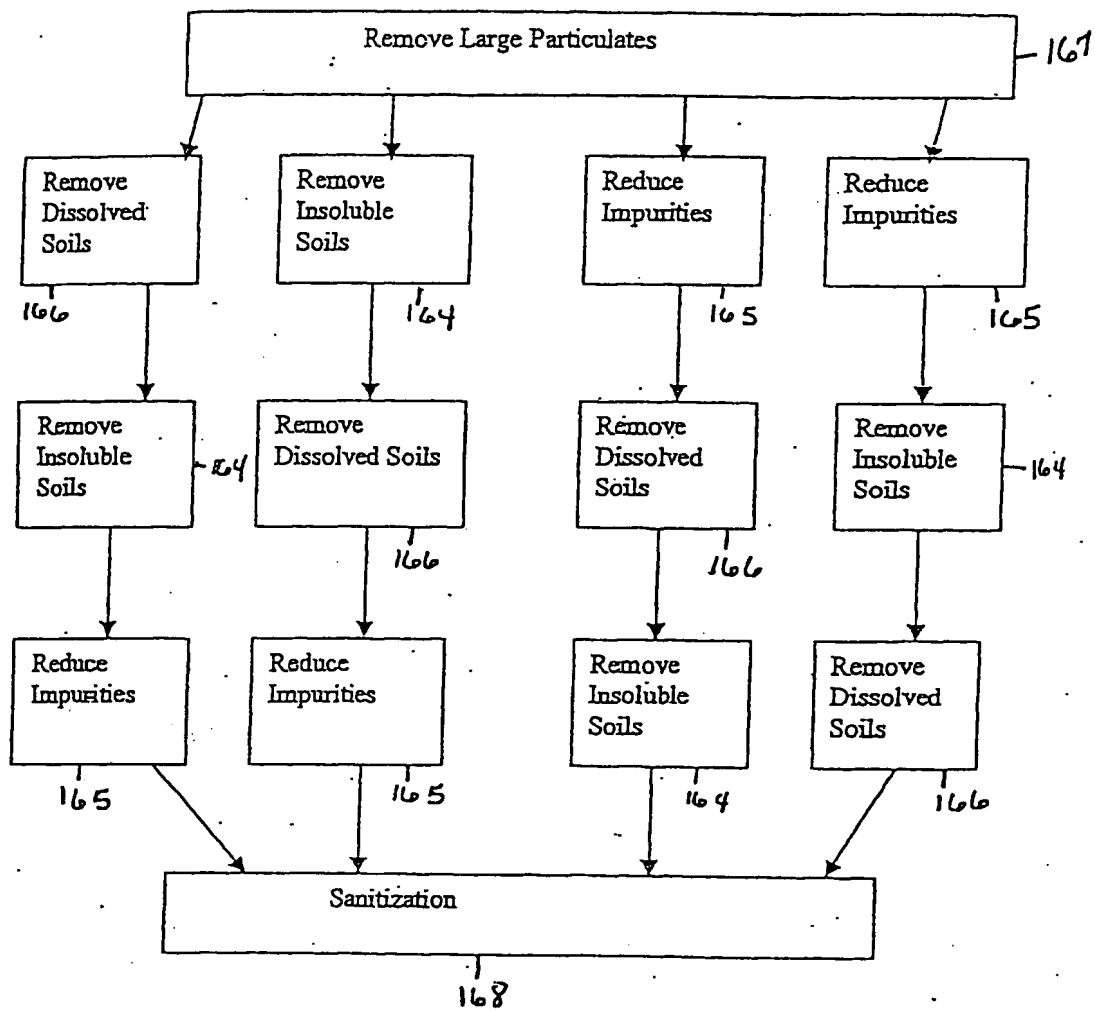 Remove Large Particulates
167
Remove
Dissolved
Soils
166
Remove
Insoluble
Soils
164
Reduce
Impurities
165
Reduce
Impurities
165
Remove
Insoluble
Soils
164
Remove
Dissolved Soils
166
Remove
Dissolved
Soils
166
Remove
Insoluble
Soils
164
Reduce
Impurities
165
Reduce
Impurities
165
Remove
Insoluble
Soils
164
Remove
Dissolved
Soils
166
Sanitization
168